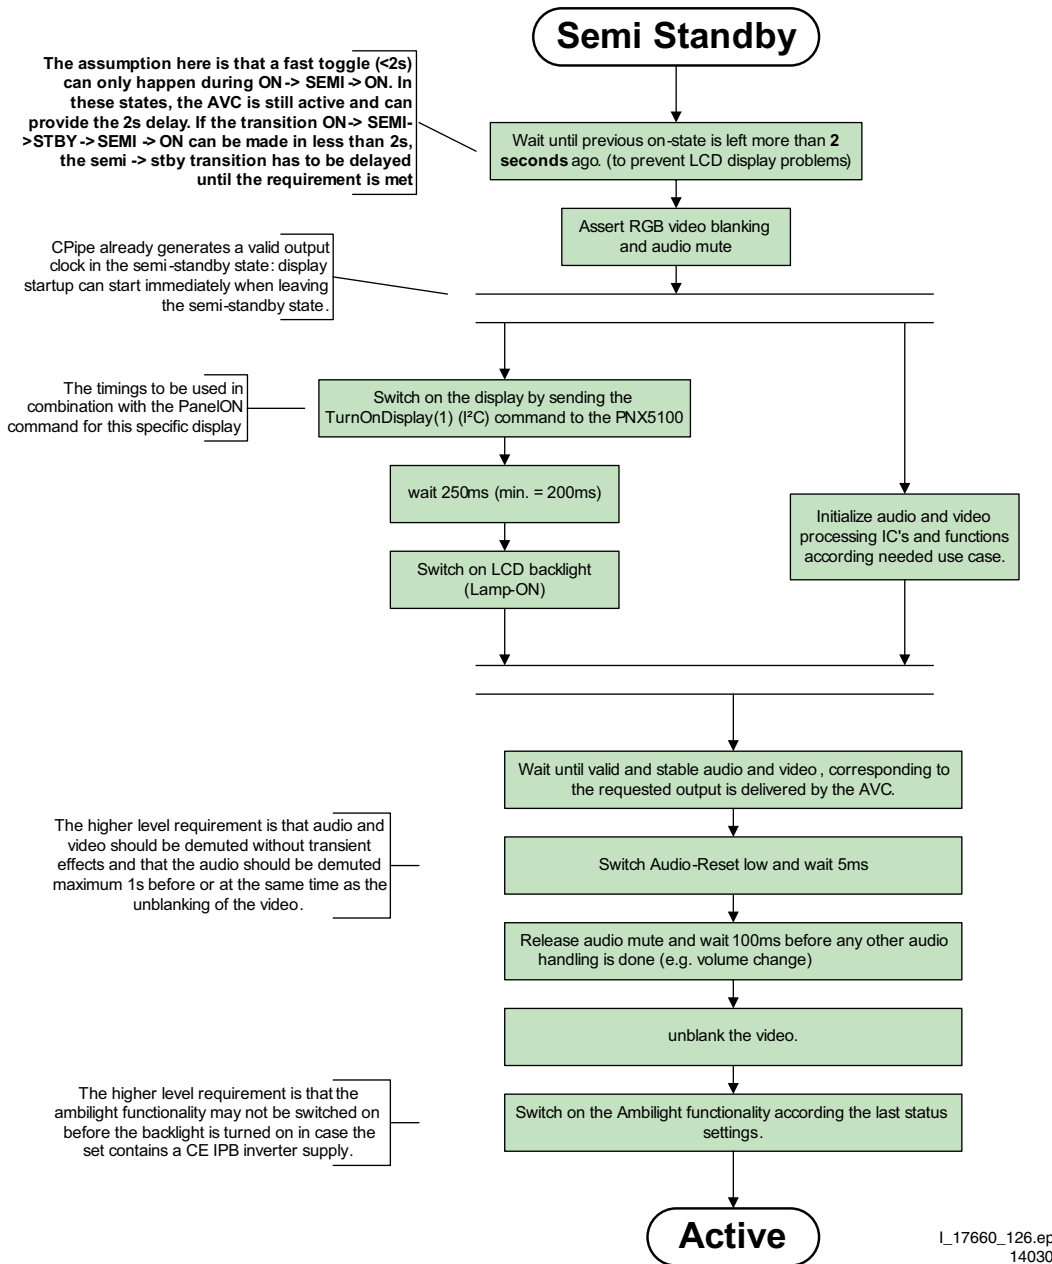 Semi Standby
The assumption here is that a fast toggle (<2s)
can only happen during ON-> SEMI -> ON. In
these states, the AVC is still active and can
provide the 2s delay. If the transition ON-> SEMI-
>STBY-> SEMI -> ON can be made in less than 2s,
the semi -> stby transition has to be delayed
until the requirement is met
Wait until previous on-state is left more than 2
seconds ago. (to prevent LCD display problems)
Assert RGB video blanking
and audio mute
CPipe already generates a valid output
clock in the semi-standby state: display
startup can start immediately when leaving
the semi-standby state.
The timings to be used in
combination with the PanelON
command for this specific display
Switch on the display by sending the
TurnOnDisplay(1) (I²C) command to the PNX5100
wait 250ms (min. = 200ms)
Switch on LCD backlight
(Lamp-ON)
Initialize audio and video
processing IC's and functions
according needed use case.
Wait until valid and stable audio and video, corresponding to
the requested output is delivered by the AVC.
The higher level requirement is that audio and
video should be demuted without transient
effects and that the audio should be demuted
maximum 1s before or at the same time as the
unblanking of the video.
Switch Audio-Reset low and wait 5ms
Release audio mute and wait 100ms before any other audio
handling is done (e.g. volume change)
unblank the video.
The higher level requirement is that the
ambilight functionality may not be switched on
before the backlight is turned on in case the
set contains a CE IPB inverter supply.
Switch on the Ambilight functionality according the last status
settings.
Active
I_17660_126.ep
14030